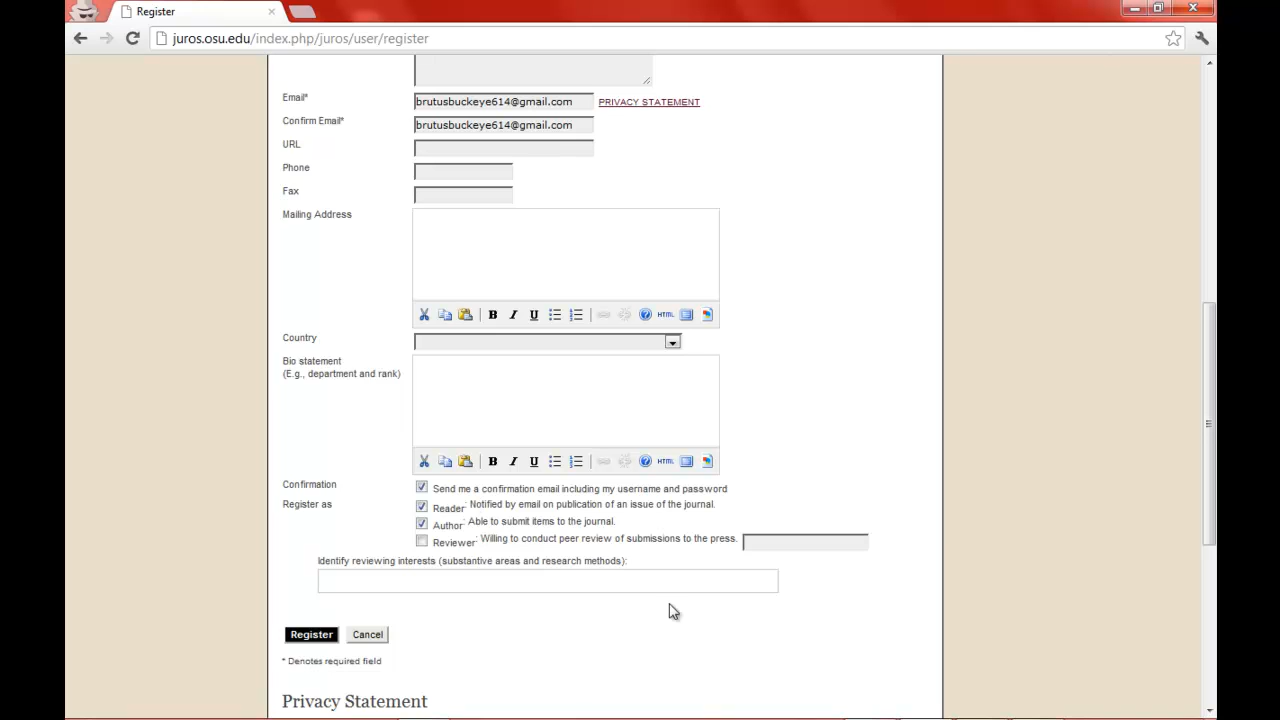 Register
juros.osu.edu/index.php/juros/user/register
Email*
brutusbuckeye614@gmail.com
PRIVACY STATEMENT
Confirm Email*
brutusbuckeye614@gmail.com
URL
Phone
Fax
Mailing Address
B I U HTML
Country
Bio statement
(E.g., department and rank)
B I U HTML
Confirmation
Send me a confirmation email including my username and password
Register as
Reader: Notified by email on publication of an issue of the journal.
Author: Able to submit items to the journal.
Reviewer: Willing to conduct peer review of submissions to the press.
Identify reviewing interests (substantive areas and research methods):
Register Cancel
* Denotes required field
Privacy Statement